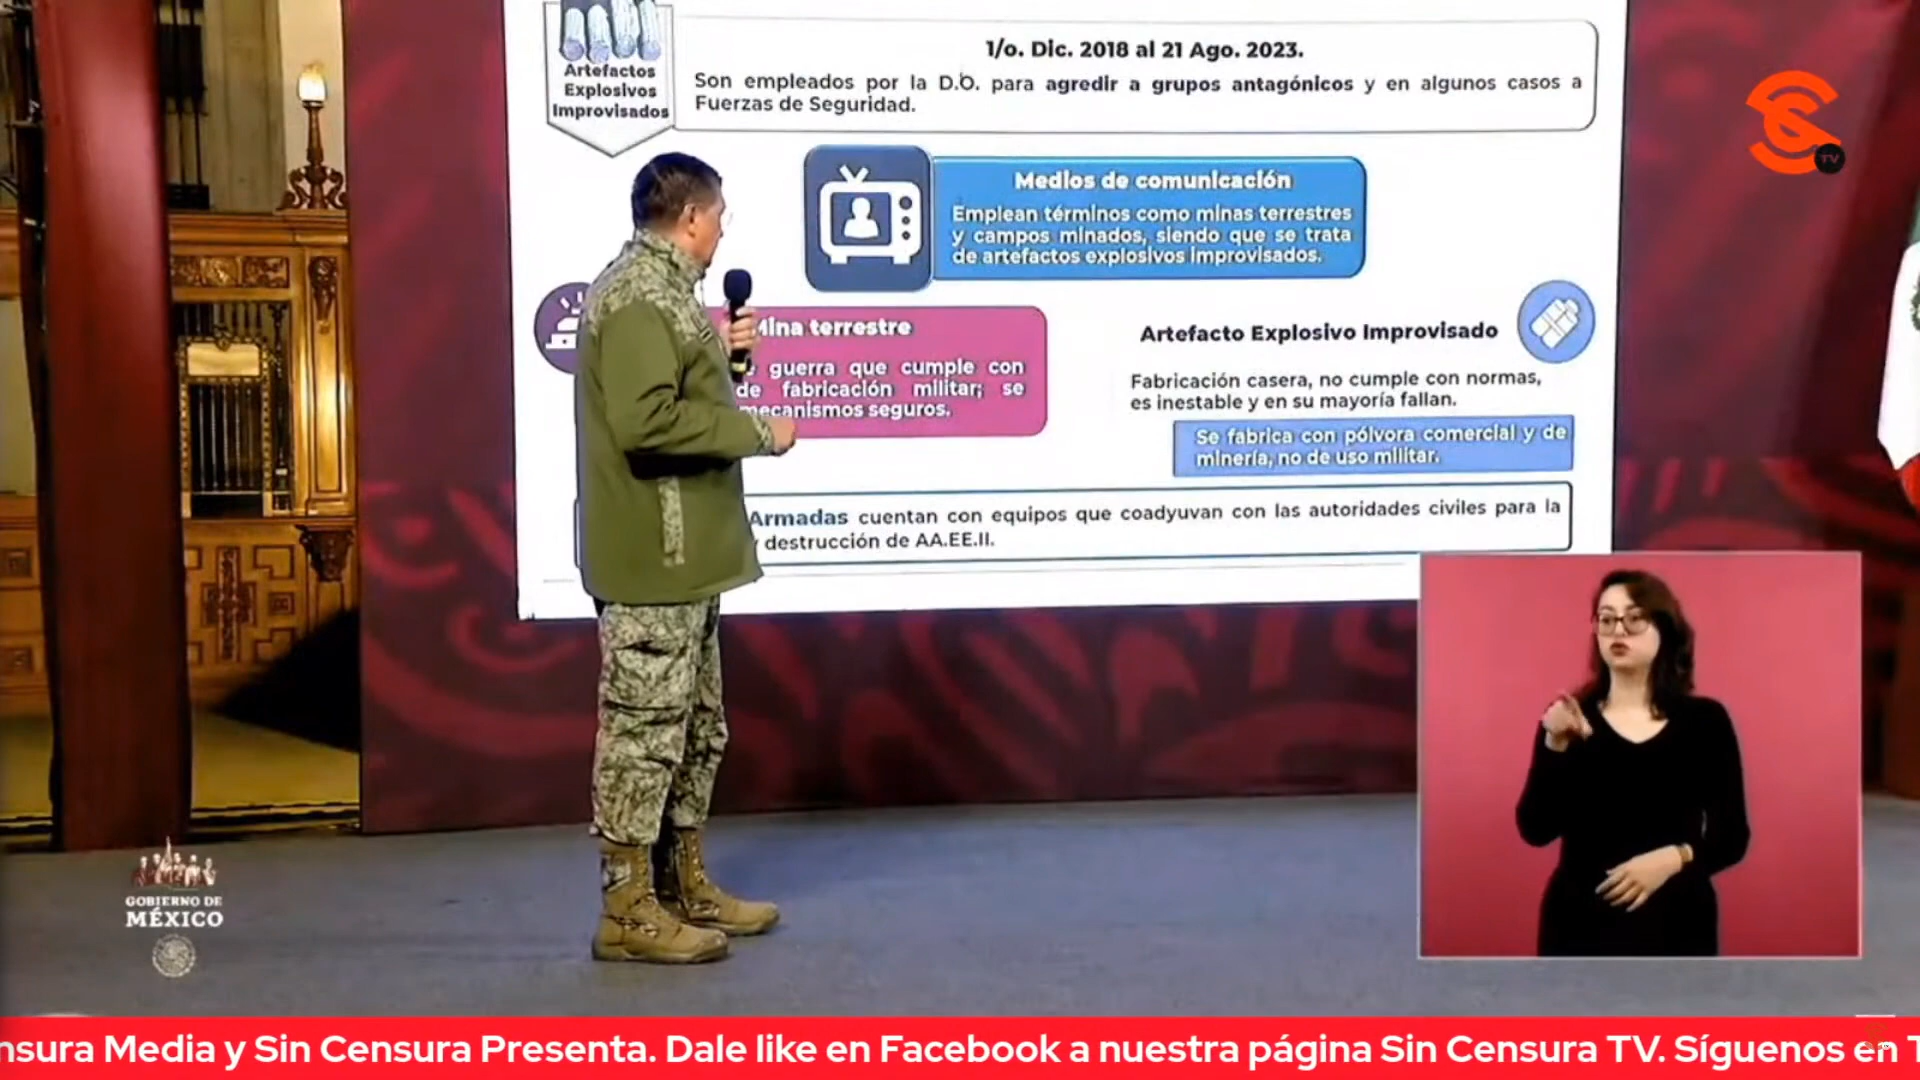 1/o. Dic. 2018 al 21 Ago. 2023.
Artefactos
Explosivos
Improvisados
Son empleados por la D.O. para agredir a grupos antagónicos y en algunos casos a
Fuerzas de Seguridad.
TV
Medios de comunicación
Emplean términos como minas terrestres
y campos minados, siendo que se trata
de artefactos explosivos improvisados.
Mina terrestre
guerra que cumple con
de fabricación militar; se
mecanismos seguros.
Artefacto Explosivo Improvisado
Fabricación casera, no cumple con normas,
es inestable y en su mayoría fallan.
Se fabrica con pólvora comercial y de
minería, no de uso militar.
Armadas cuentan con equipos que coadyuvan con las autoridades civiles para la
destrucción de AA.EE.II.
GOBIERNO DE
MÉXICO
nsura Media y Sin Censura Presenta. Dale like en Facebook a nuestra página Sin Censura TV. Síguenos en T